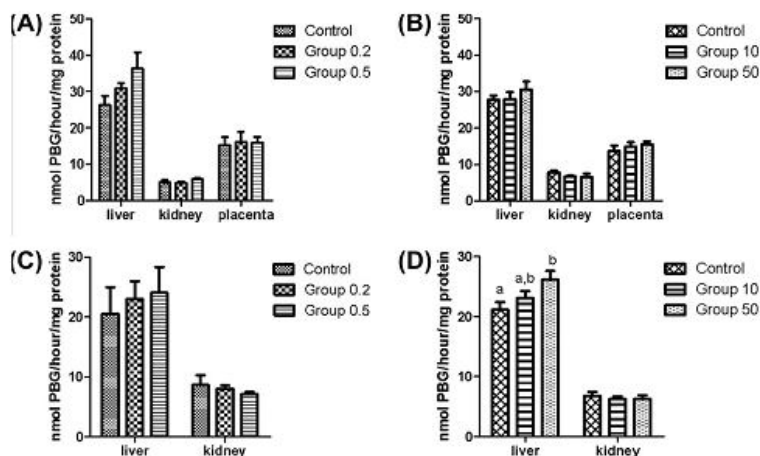 (A)
50
40
30
20
10
0
nmol PBG/hour/mg protein
liver kidney placenta
Control
Group 0.2
Group 0.5
(B)
50
40
30
20
10
0
nmol PBG/hour/mg protein
liver kidney placenta
Control
Group 10
Group 50
(C)
30
20
10
0
nmol PBG/hour/mg protein
liver kidney
Control
Group 0.2
Group 0.5
(D)
30
20
10
0
nmol PBG/hour/mg protein
a a,b b
liver kidney
Control
Group 10
Group 50